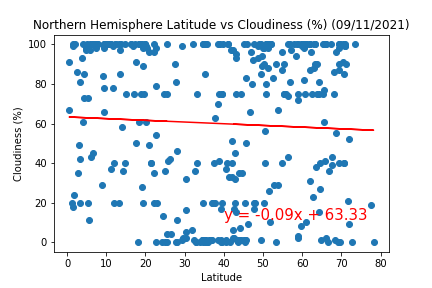 Northern Hemisphere Latitude vs Cloudiness (%) (09/11/2021)
100
80
60
40
20
0
Cloudiness (%)
y = -0.09x + 63.33
0 10 20 30 40 50 60 70 80
Latitude